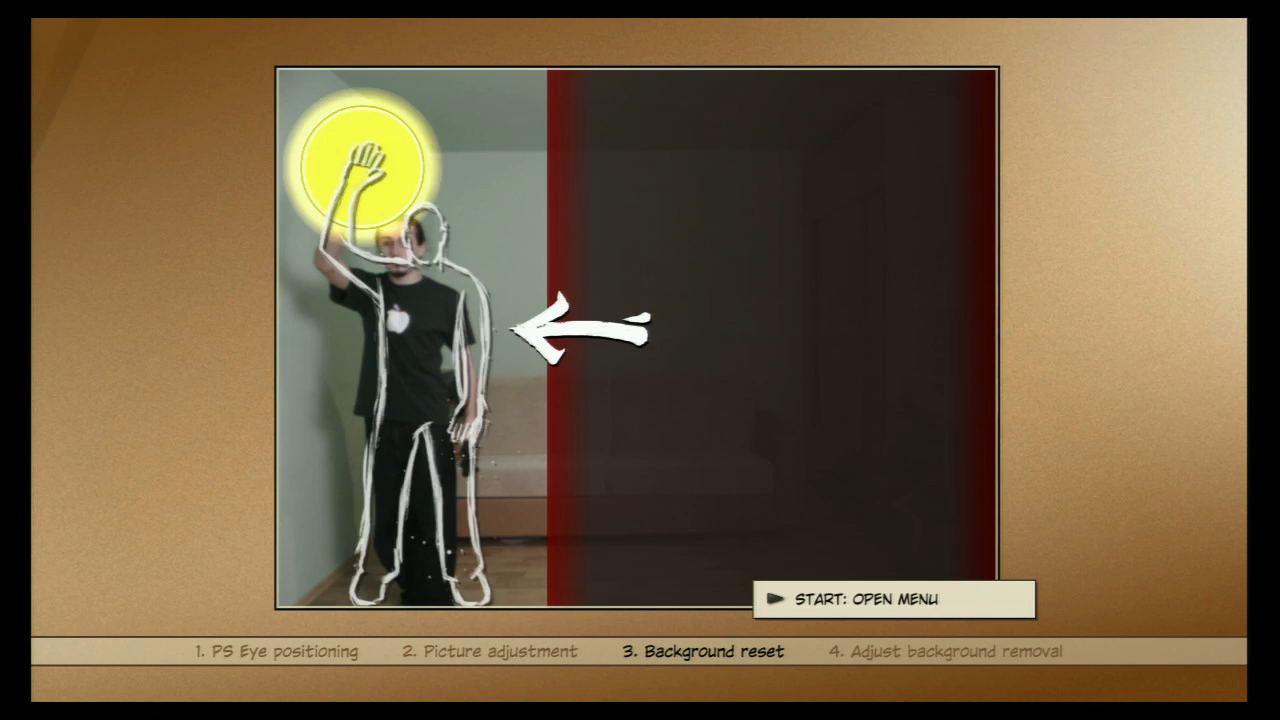 START: OPEN MENU
1. PS Eye positioning 2. Picture adjustment 3. Background reset 4. Adjust background removal